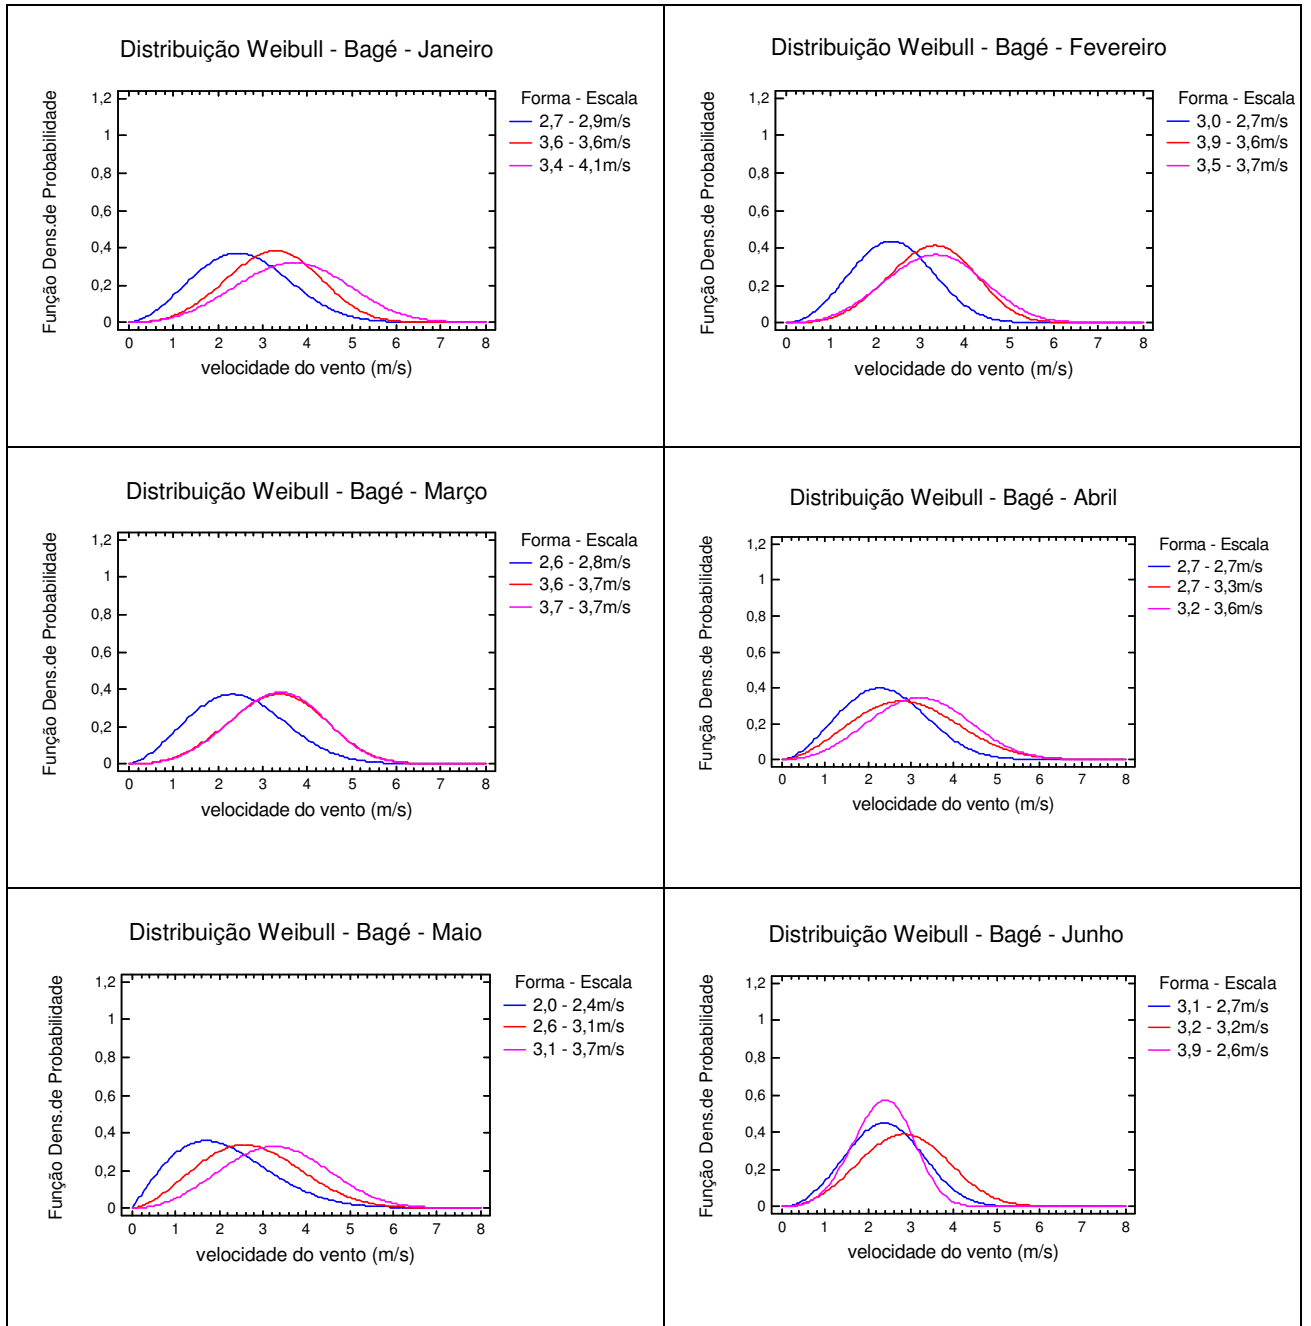 Distribuição Weibull - Bagé - Janeiro
Função Dens.de Probabilidade
1,2
1
0,8
0,6
0,4
0,2
0
0 1 2 3 4 5 6 7 8
velocidade do vento (m/s)
Forma - Escala
2,7 - 2,9m/s
3,6 - 3,6m/s
3,4 - 4,1m/s
Distribuição Weibull - Bagé - Fevereiro
Função Dens.de Probabilidade
1,2
1
0,8
0,6
0,4
0,2
0
0 1 2 3 4 5 6 7 8
velocidade do vento (m/s)
Forma - Escala
3,0 - 2,7m/s
3,9 - 3,6m/s
3,5 - 3,7m/s
Distribuição Weibull - Bagé - Março
Função Dens.de Probabilidade
1,2
1
0,8
0,6
0,4
0,2
0
0 1 2 3 4 5 6 7 8
velocidade do vento (m/s)
Forma - Escala
2,6 - 2,8m/s
3,6 - 3,7m/s
3,7 - 3,7m/s
Distribuição Weibull - Bagé - Abril
Função Dens.de Probabilidade
1,2
1
0,8
0,6
0,4
0,2
0
0 1 2 3 4 5 6 7 8
velocidade do vento (m/s)
Forma - Escala
2,7 - 2,7m/s
2,7 - 3,3m/s
3,2 - 3,6m/s
Distribuição Weibull - Bagé - Maio
Função Dens.de Probabilidade
1,2
1
0,8
0,6
0,4
0,2
0
0 1 2 3 4 5 6 7 8
velocidade do vento (m/s)
Forma - Escala
2,0 - 2,4m/s
2,6 - 3,1m/s
3,1 - 3,7m/s
Distribuição Weibull - Bagé - Junho
Função Dens.de Probabilidade
1,2
1
0,8
0,6
0,4
0,2
0
0 1 2 3 4 5 6 7 8
velocidade do vento (m/s)
Forma - Escala
3,1 - 2,7m/s
3,2 - 3,2m/s
3,9 - 2,6m/s